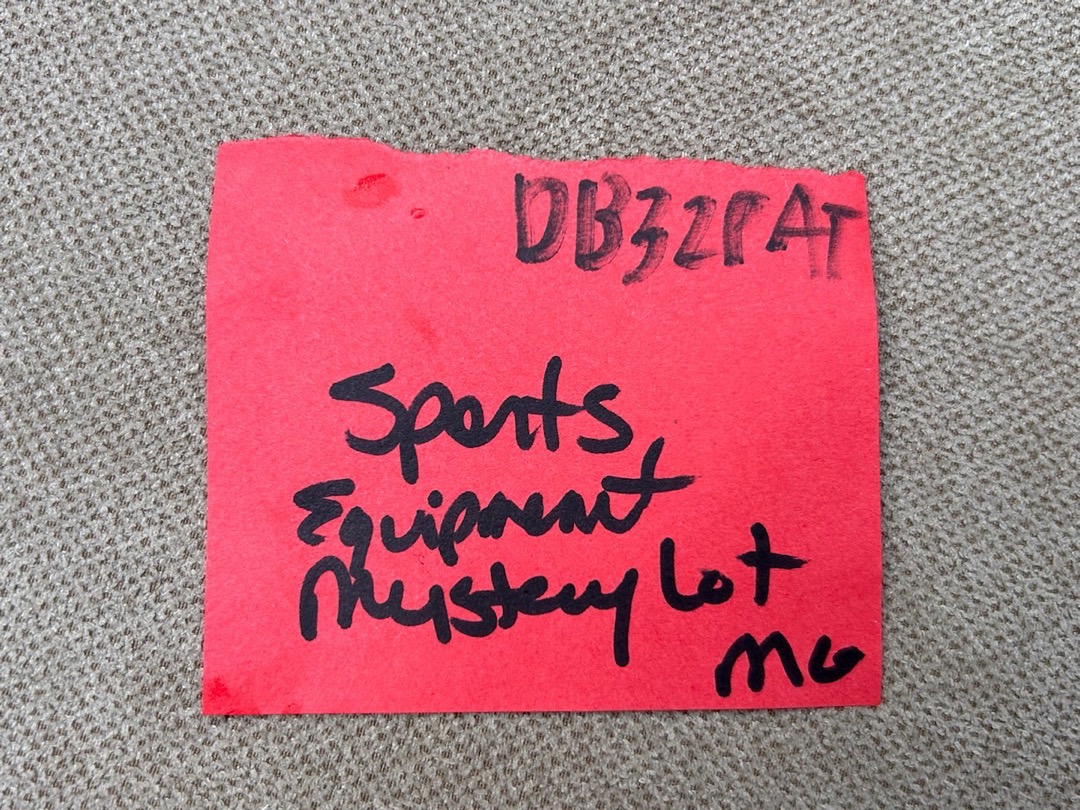 DB32PAT
Sports
Equipment
Mystery Lot
MG